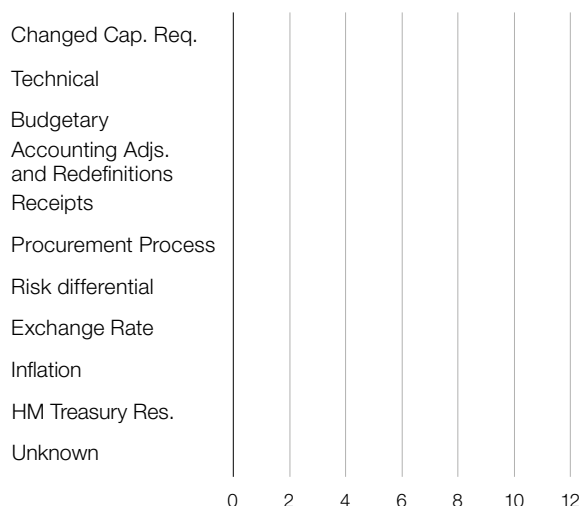 Changed Cap. Req.
Technical
Budgetary
Accounting Adjs.
and Redefinitions
Receipts
Procurement Process
Risk differential
Exchange Rate
Inflation
HM Treasury Res.
Unknown
0 2 4 6 8 10 12